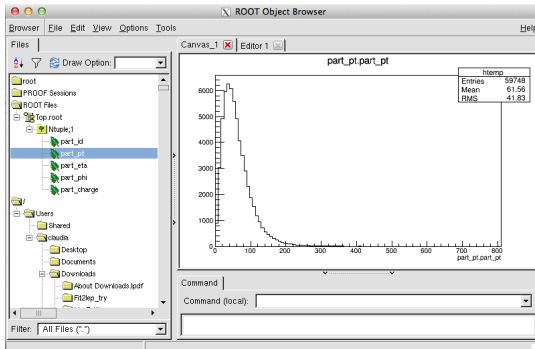 ROOT Object Browser
Browser File Edit View Options Tools Help
Files
Draw Option:
root
PROOF Sessions
ROOT Files
Top.root
Ntuple;1
part_id
part_pt
part_eta
part_phi
part_charge
/
Users
Shared
claudia
Desktop
Documents
Downloads
About Downloads.lpdf
Fit2lep_try
Filter: All Files (*.*)
Canvas_1 Editor 1
part_pt.part_pt
htemp
Entries 59748
Mean 61.56
RMS 41.83
6000
5000
4000
3000
2000
1000
0
0 100 200 300 400 500 600 700 800
part_pt.part_pt
Command
Command (local):